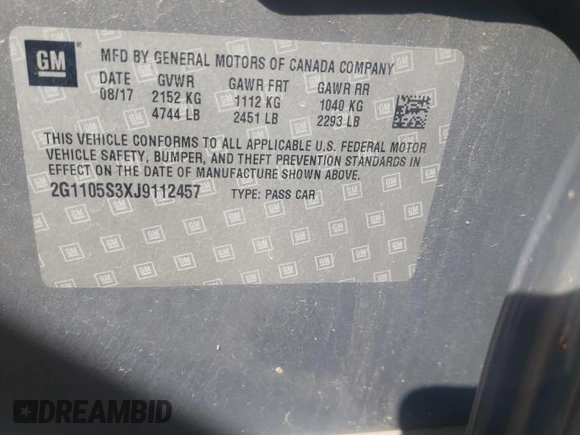 GM
MFD BY GENERAL MOTORS OF CANADA COMPANY
DATE GVWR GAWR FRT GAWR RR
08/17 2152 KG 1112 KG 1040 KG
4744 LB 2451 LB 2293 LB
THIS VEHICLE CONFORMS TO ALL APPLICABLE U.S. FEDERAL MOTOR
VEHICLE SAFETY, BUMPER, AND THEFT PREVENTION STANDARDS IN
EFFECT ON THE DATE OF MANUFACTURE SHOWN ABOVE.
2G1105S3XJ9112457 TYPE: PASS CAR
DREAMBID